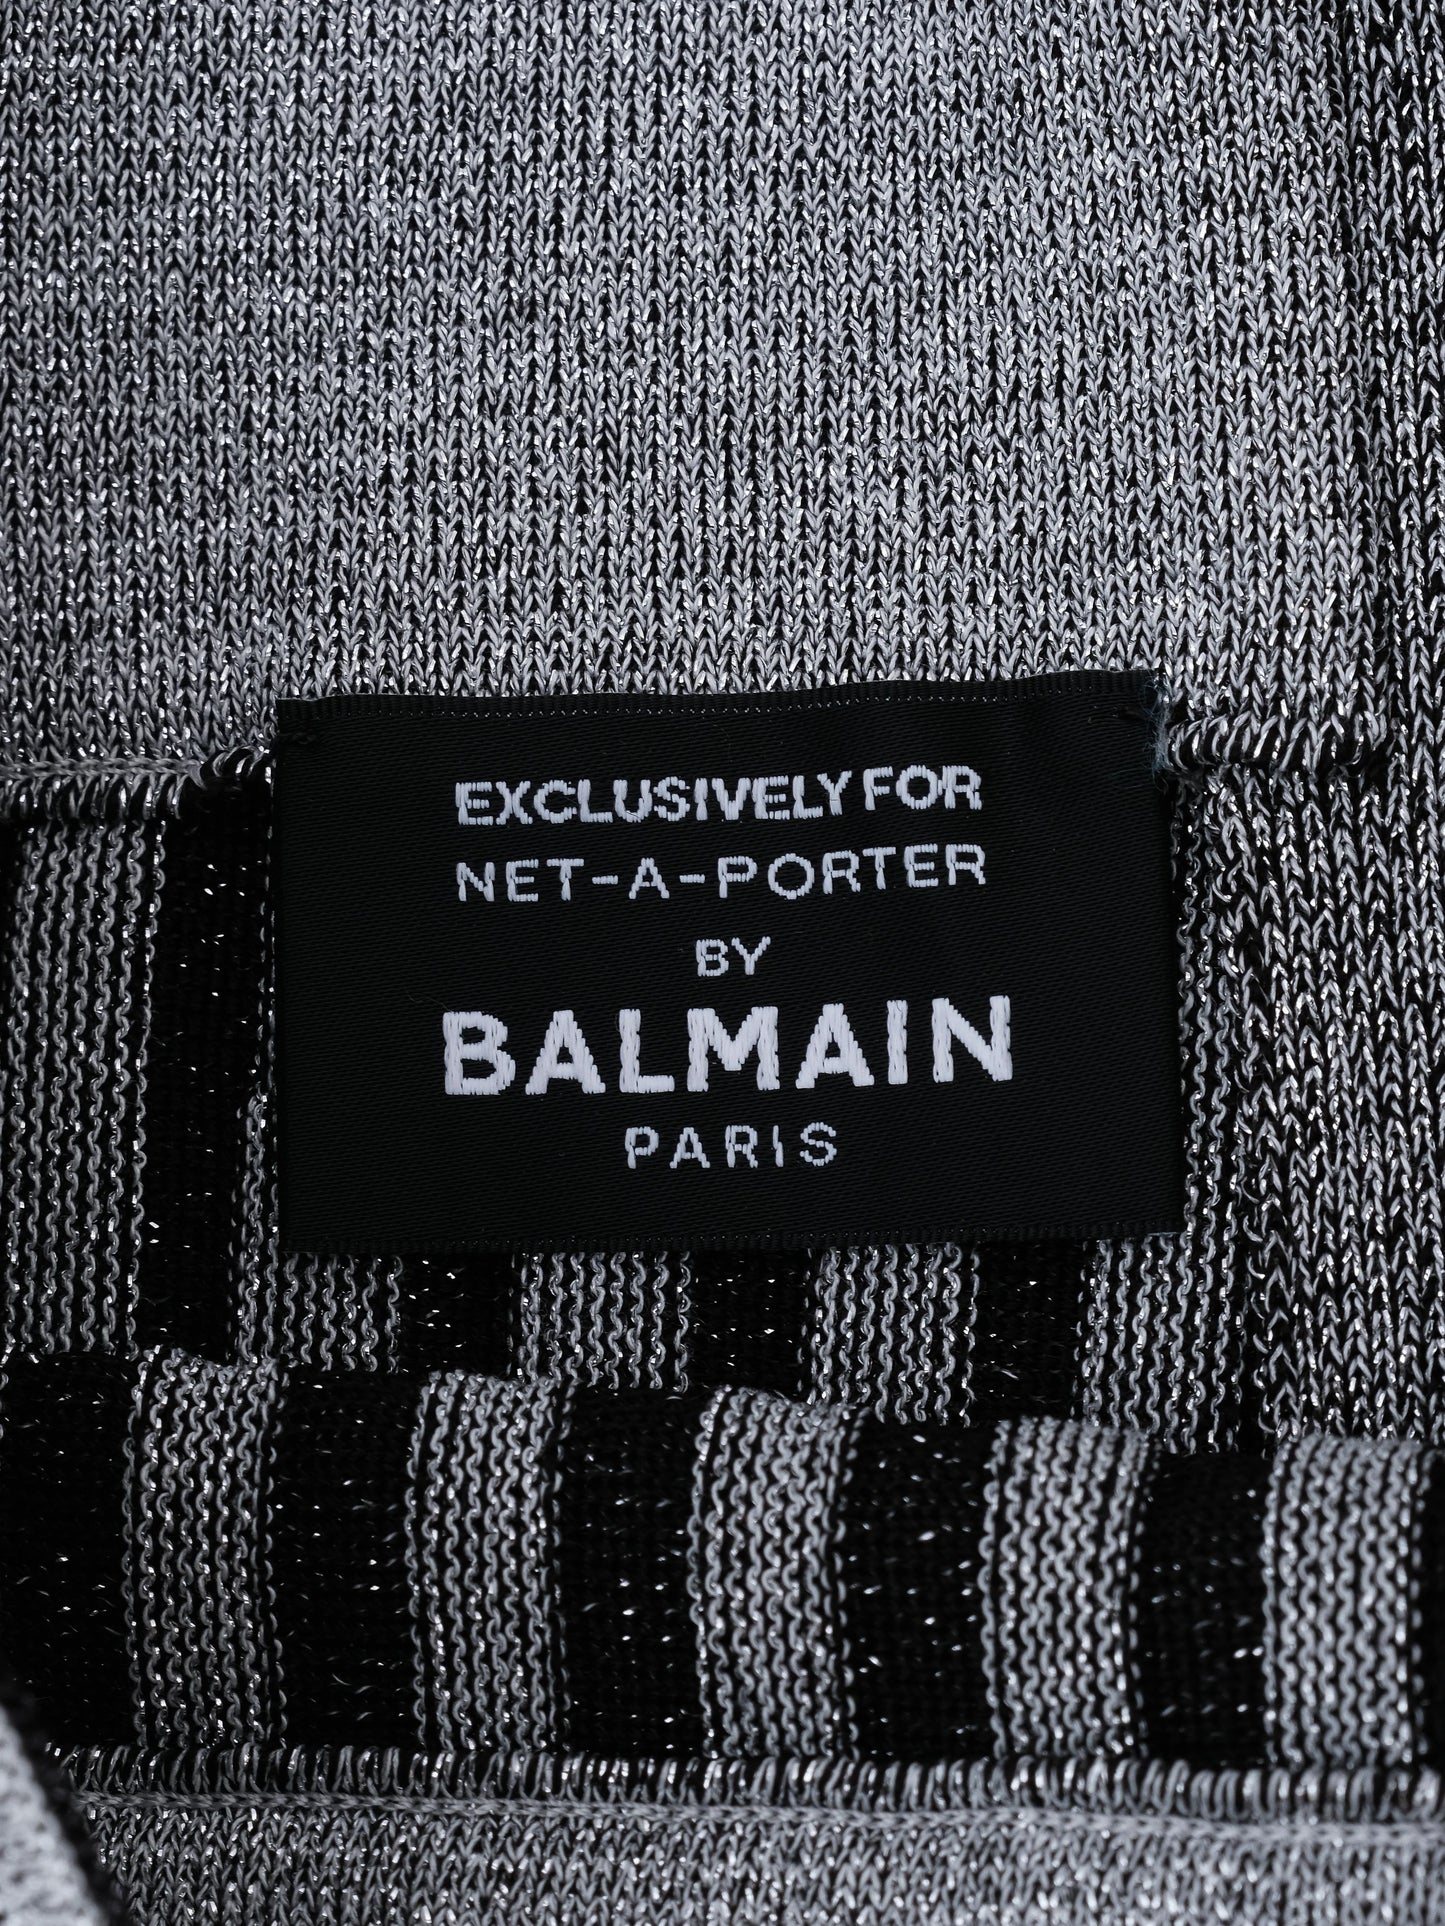 EXCLUSIVELY FOR
NET-A-PORTER
BY
BALMAIN
PARIS